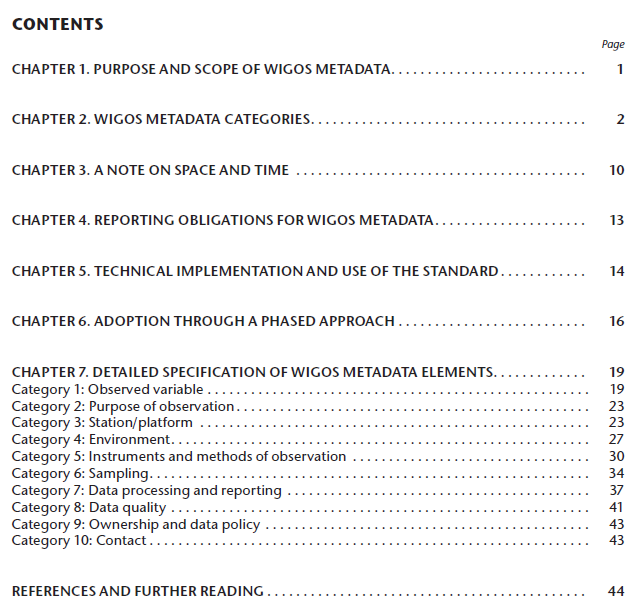 CONTENTS
Page
CHAPTER 1. PURPOSE AND SCOPE OF WIGOS METADATA. . . . . . . . . . . . . . . . . . . . . . . . . . . 1
CHAPTER 2. WIGOS METADATA CATEGORIES. . . . . . . . . . . . . . . . . . . . . . . . . . . . . . . . . . . . . . 2
CHAPTER 3. A NOTE ON SPACE AND TIME . . . . . . . . . . . . . . . . . . . . . . . . . . . . . . . . . . . . . . . . 10
CHAPTER 4. REPORTING OBLIGATIONS FOR WIGOS METADATA. . . . . . . . . . . . . . . . . . . . . 13
CHAPTER 5. TECHNICAL IMPLEMENTATION AND USE OF THE STANDARD . . . . . . . . . . . . 14
CHAPTER 6. ADOPTION THROUGH A PHASED APPROACH . . . . . . . . . . . . . . . . . . . . . . . . . . 16
CHAPTER 7. DETAILED SPECIFICATION OF WIGOS METADATA ELEMENTS. . . . . . . . . . . . . 19
Category 1: Observed variable . . . . . . . . . . . . . . . . . . . . . . . . . . . . . . . . . . . . . . . . . . . . . . . . . . . . . 19
Category 2: Purpose of observation . . . . . . . . . . . . . . . . . . . . . . . . . . . . . . . . . . . . . . . . . . . . . . . . . 23
Category 3: Station/platform . . . . . . . . . . . . . . . . . . . . . . . . . . . . . . . . . . . . . . . . . . . . . . . . . . . . . . 23
Category 4: Environment. . . . . . . . . . . . . . . . . . . . . . . . . . . . . . . . . . . . . . . . . . . . . . . . . . . . . . . . . . 27
Category 5: Instruments and methods of observation . . . . . . . . . . . . . . . . . . . . . . . . . . . . . . . . . 30
Category 6: Sampling. . . . . . . . . . . . . . . . . . . . . . . . . . . . . . . . . . . . . . . . . . . . . . . . . . . . . . . . . . . . . 34
Category 7: Data processing and reporting . . . . . . . . . . . . . . . . . . . . . . . . . . . . . . . . . . . . . . . . . . 37
Category 8: Data quality . . . . . . . . . . . . . . . . . . . . . . . . . . . . . . . . . . . . . . . . . . . . . . . . . . . . . . . . . . 41
Category 9: Ownership and data policy . . . . . . . . . . . . . . . . . . . . . . . . . . . . . . . . . . . . . . . . . . . . . 43
Category 10: Contact . . . . . . . . . . . . . . . . . . . . . . . . . . . . . . . . . . . . . . . . . . . . . . . . . . . . . . . . . . . . . 43
REFERENCES AND FURTHER READING . . . . . . . . . . . . . . . . . . . . . . . . . . . . . . . . . . . . . . . . . . . . 44